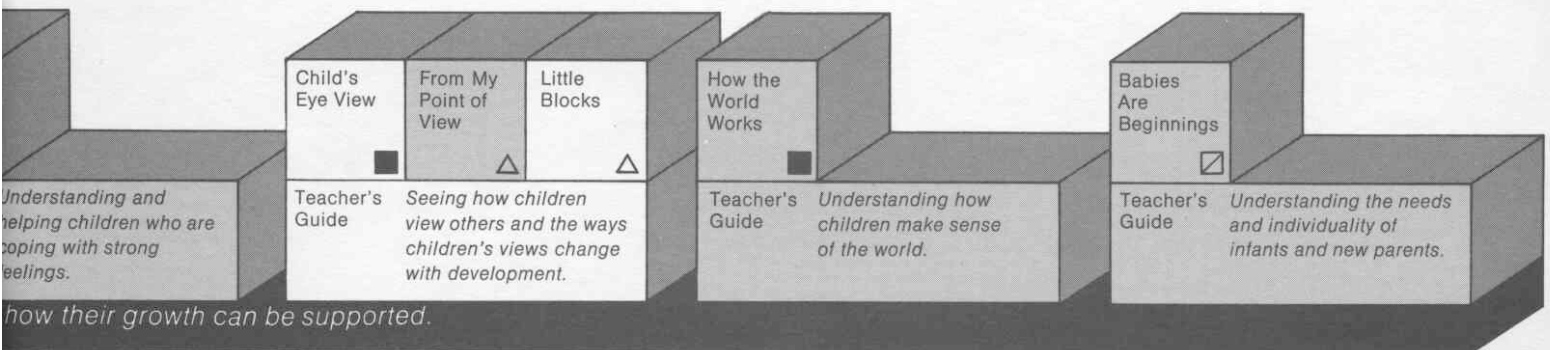 Understanding and
helping children who are
coping with strong
feelings.
Child's
Eye View
From My
Point of
View
Little
Blocks
Teacher's
Guide
Seeing how children
view others and the ways
children's views change
with development.
How the
World
Works
Teacher's
Guide
Understanding how
children make sense
of the world.
Babies
Are
Beginnings
Teacher's
Guide
Understanding the needs
and individuality of
infants and new parents.
how their growth can be supported.